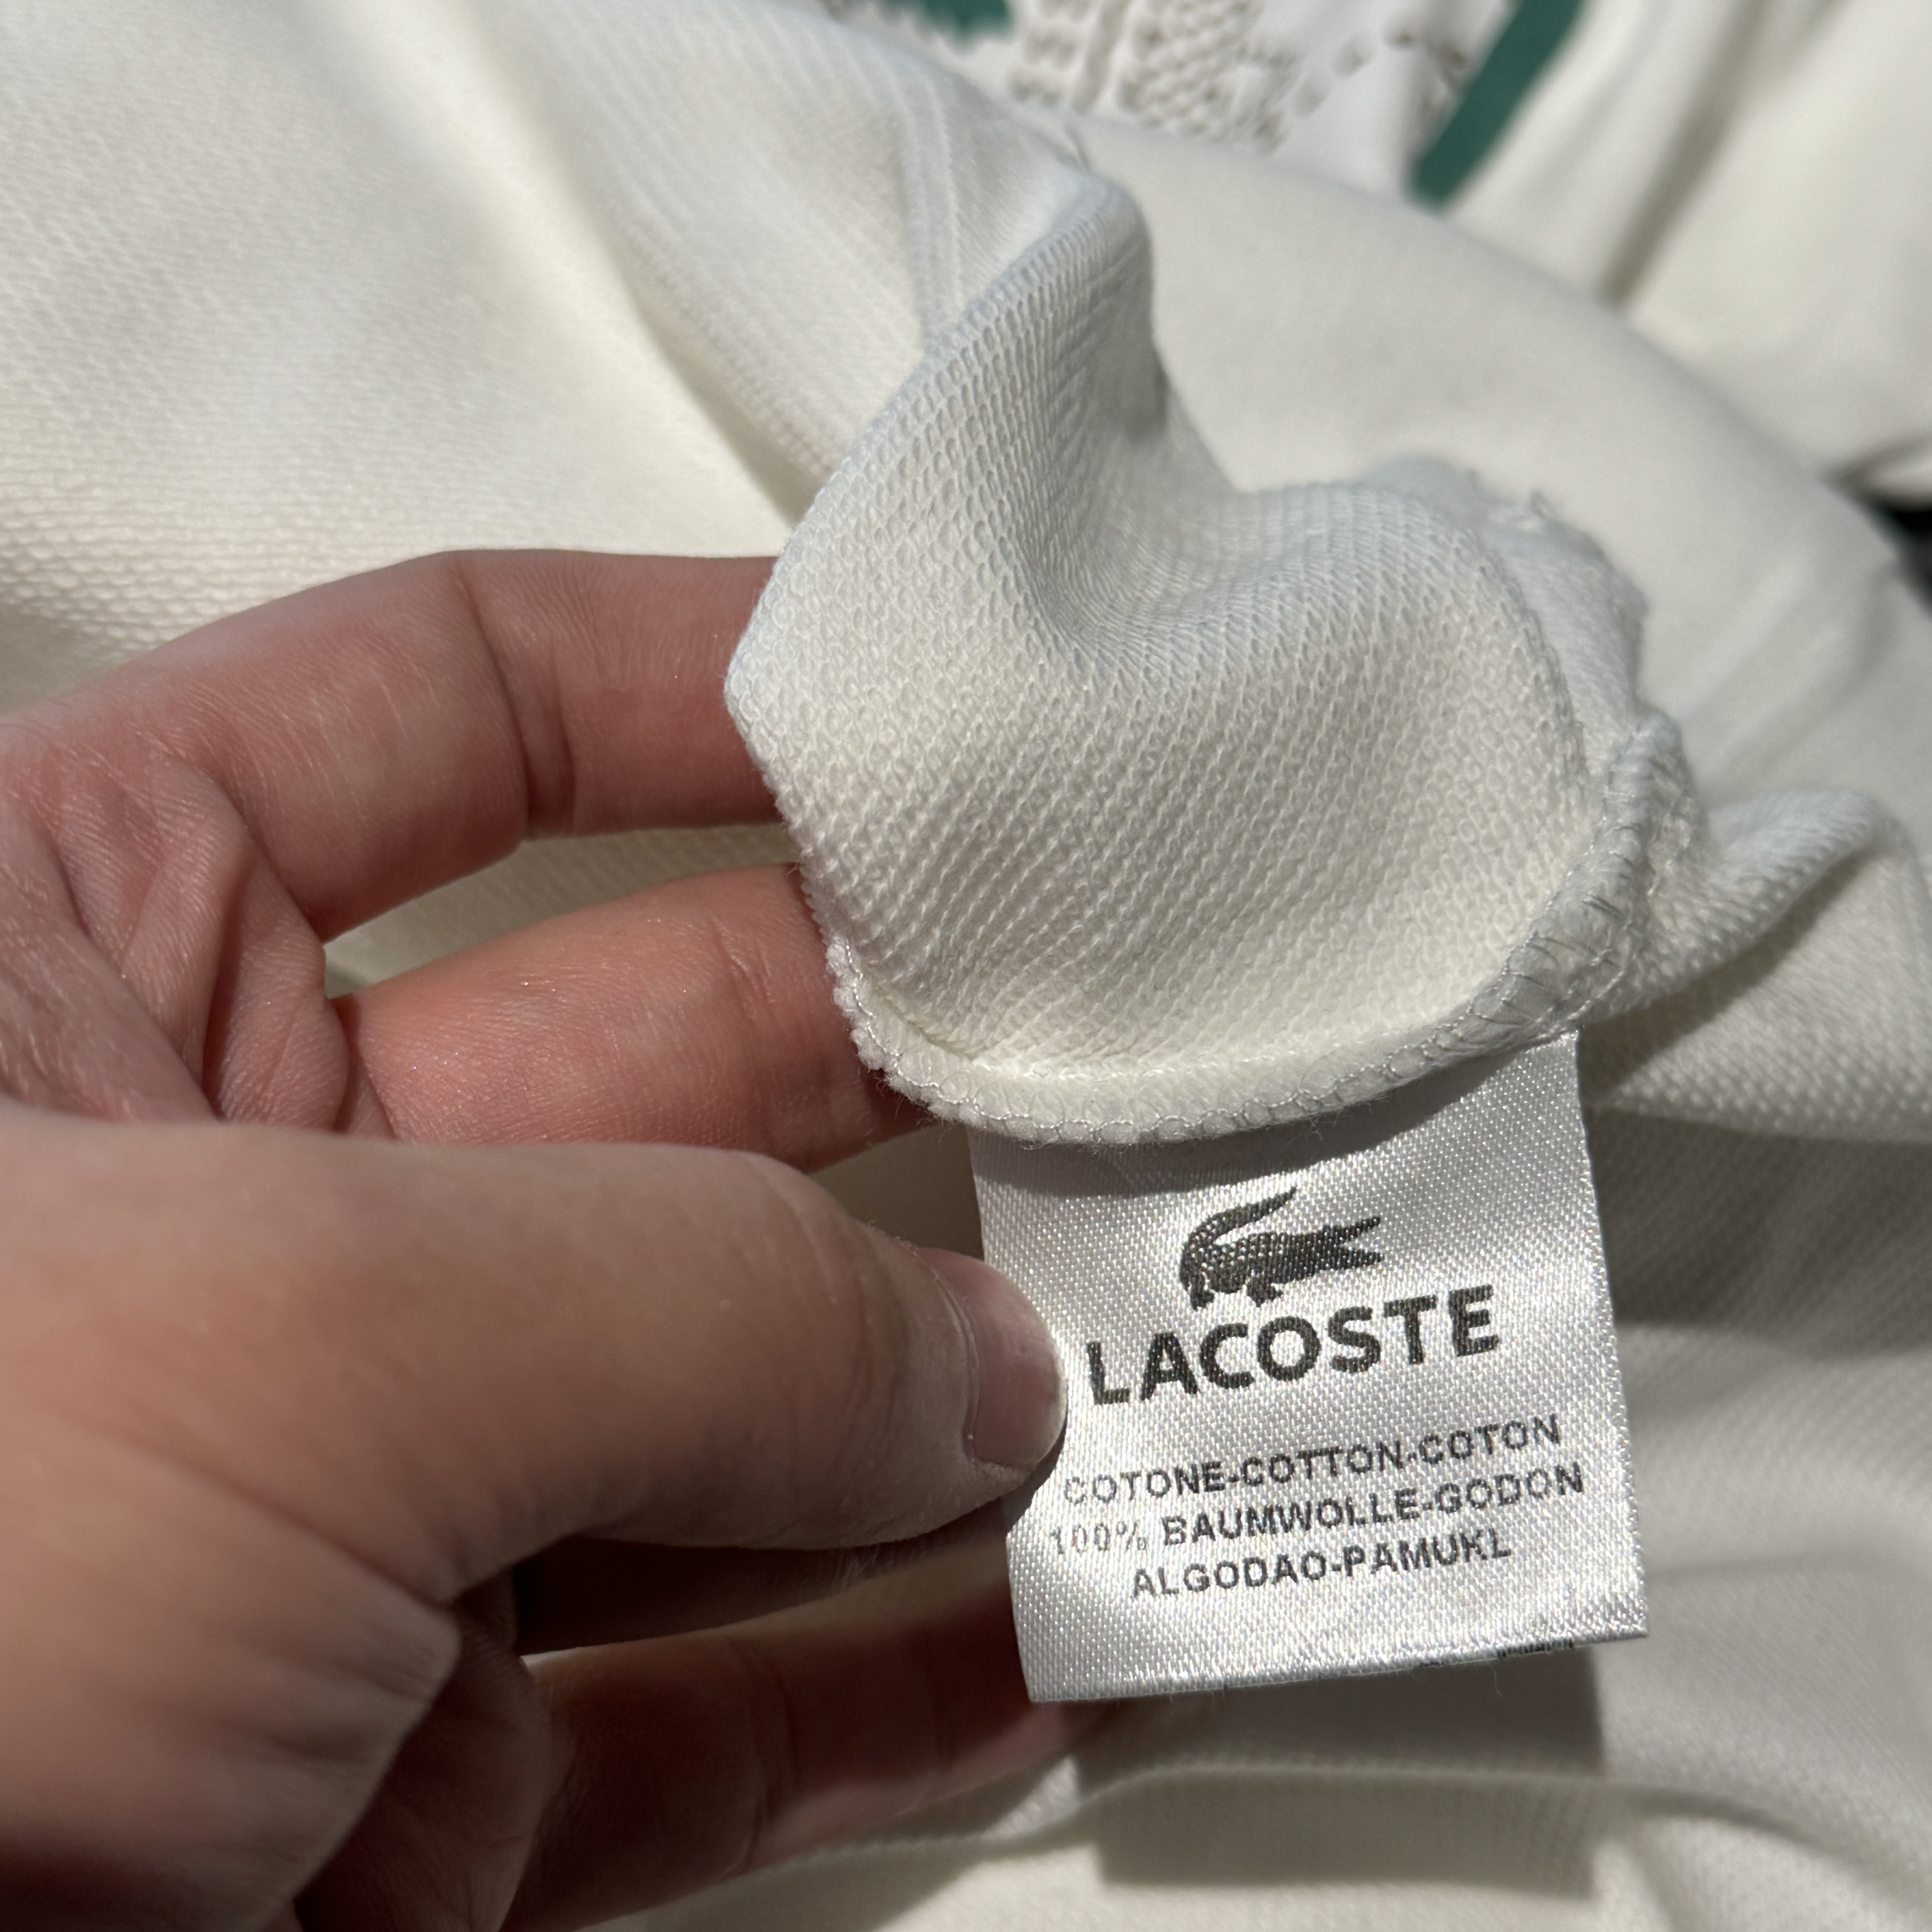 LACOSTE
COTONE-COTTON-COTON
100% BAUMWOLLE-GODON
ALGODAO-PAMUKL